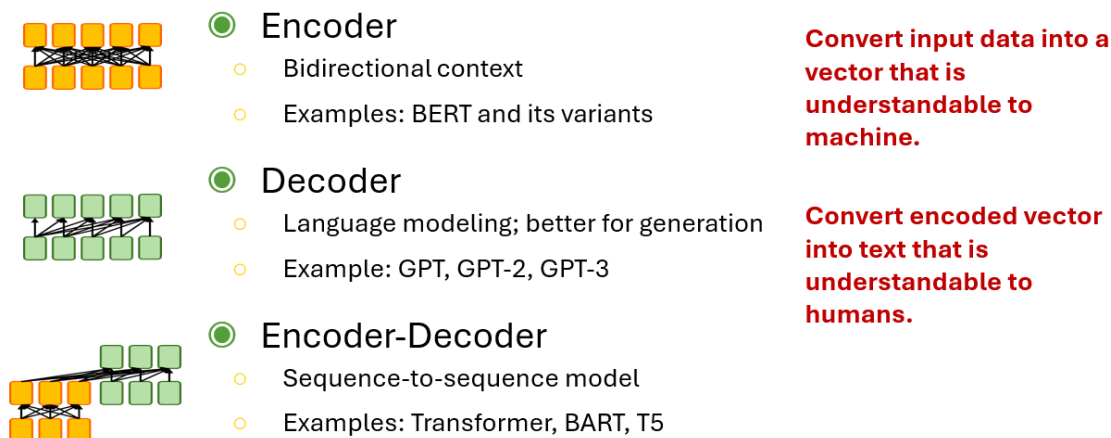 Encoder
Bidirectional context
Examples: BERT and its variants
Convert input data into a
vector that is
understandable to
machine.
Decoder
Language modeling; better for generation
Example: GPT, GPT-2, GPT-3
Convert encoded vector
into text that is
understandable to
humans.
Encoder-Decoder
Sequence-to-sequence model
Examples: Transformer, BART, T5